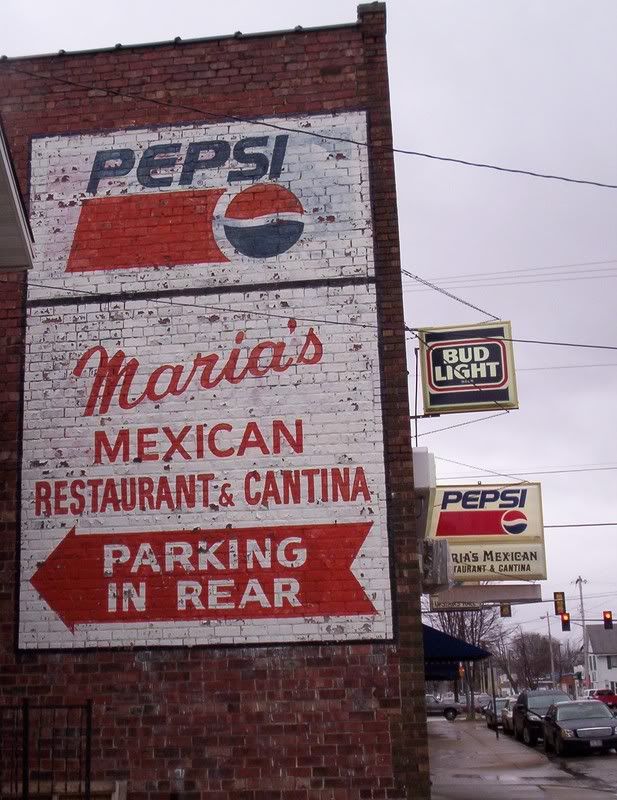 PEPSI
Maria's
MEXICAN
RESTAURANT & CANTINA
PARKING
IN REAR
BUD
LIGHT
PEPSI
RIA'S MEXICAN
TAURANT & CANTINA